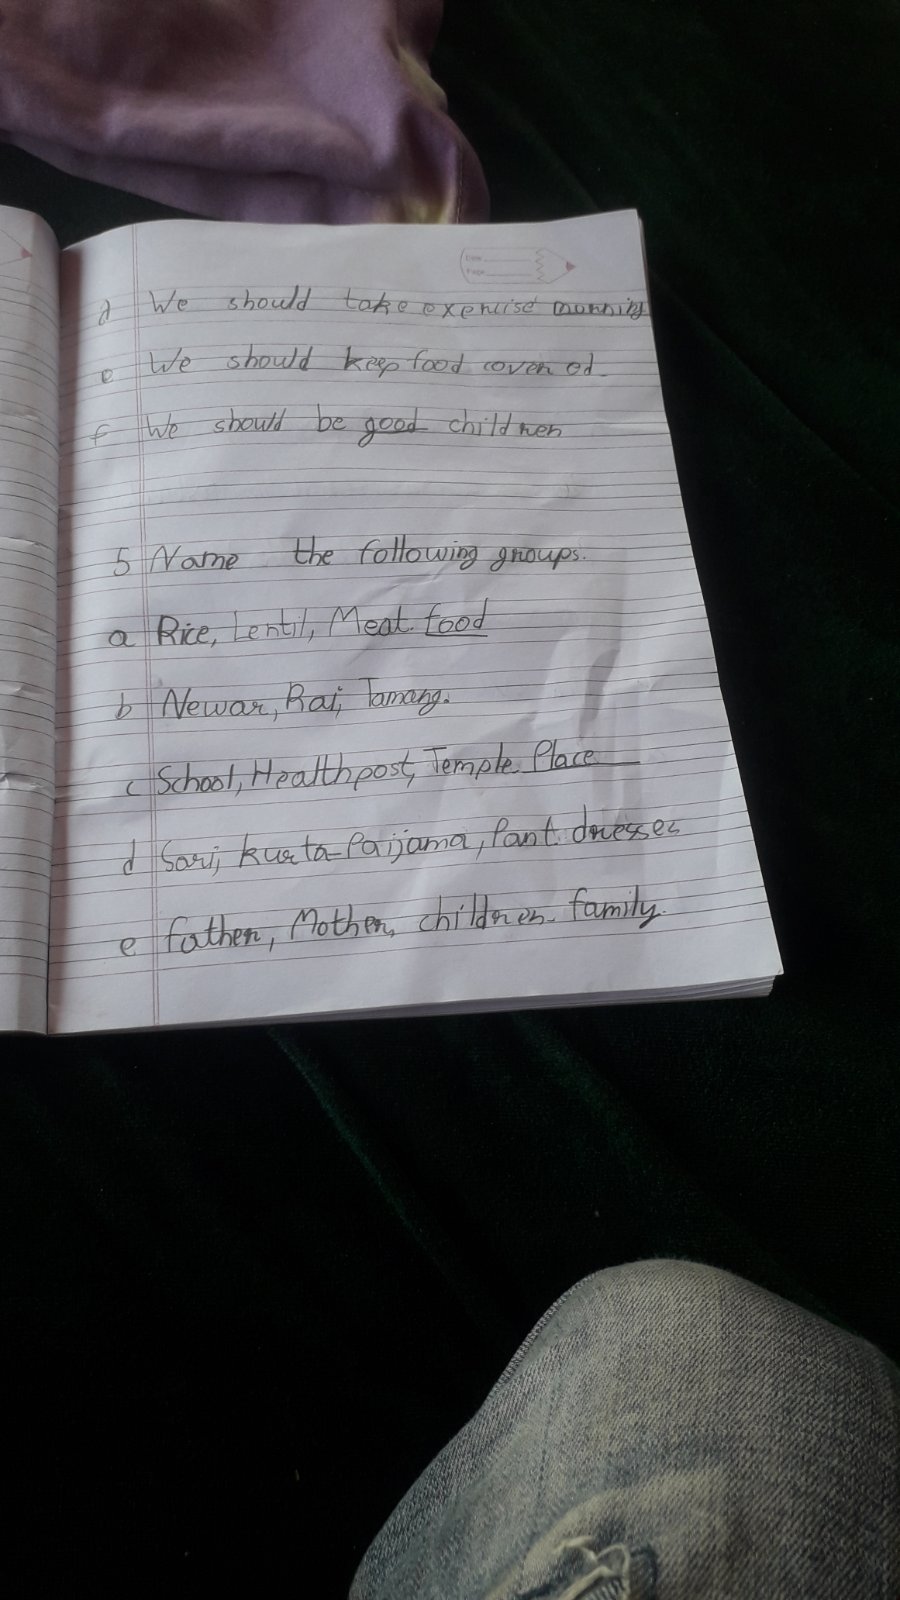 Date
Page
d We should take exercise morning
e We should keep food covered
f We should be good children
5 Name the following groups.
a Rice, Lentil, Meat. food
b Newar, Rai, Tamang.
c School, Healthpost, Temple. Place
d Sari, kurta-Paijama, Pant. dresses
e father, Mother, children. family.